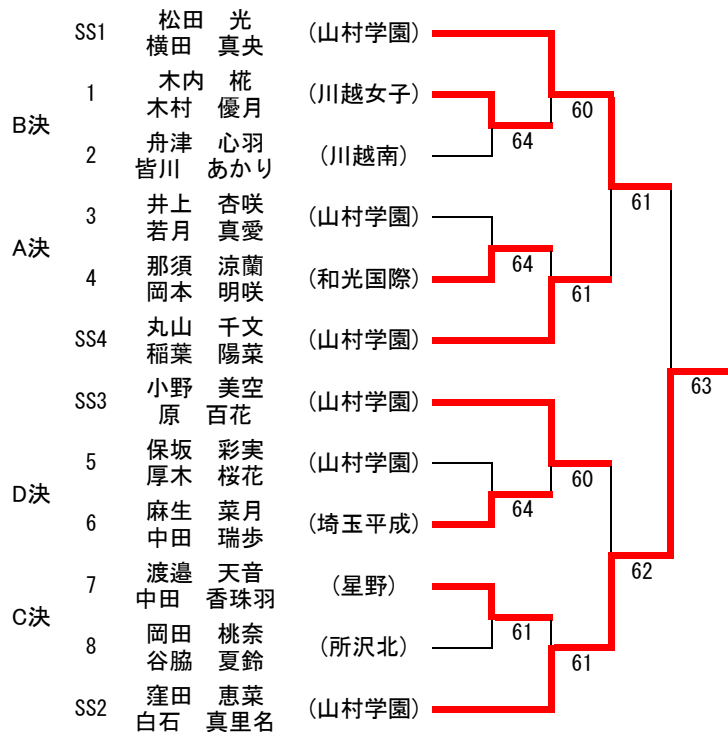 SS1 松田 光 横田 真央 (山村学園)
B決
1 木内 椛 木村 優月 (川越女子)
2 舟津 心羽 皆川 あかり (川越南)
64
60
A決
3 井上 杏咲 若月 真愛 (山村学園)
4 那須 涼蘭 岡本 明咲 (和光国際)
64
SS4 丸山 千文 稲葉 陽菜 (山村学園)
61
61
SS3 小野 美空 原 百花 (山村学園)
D決
5 保坂 彩実 厚木 桜花 (山村学園)
6 麻生 菜月 中田 瑞歩 (埼玉平成)
64
60
C決
7 渡邉 天音 中田 香珠羽 (星野)
8 岡田 桃奈 谷脇 夏鈴 (所沢北)
61
SS2 窪田 恵菜 白石 真里名 (山村学園)
61
62
63